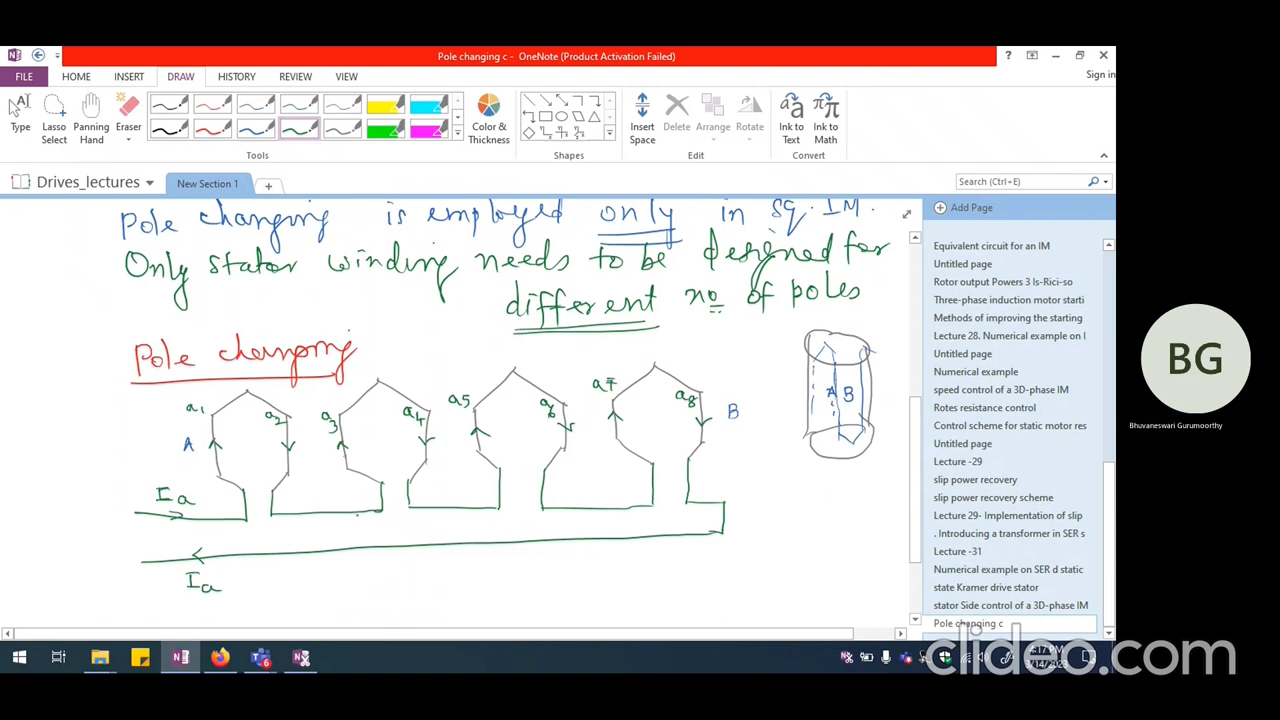 Pole changing c - OneNote (Product Activation Failed)
?
FILE
HOME
INSERT
DRAW
HISTORY
REVIEW
VIEW
Sign in
Type
Lasso Select
Panning Hand
Eraser
Color & Thickness
Insert Space
Delete
Arrange
Rotate
Ink to Text
Ink to Math
Tools
Shapes
Edit
Convert
Drives_lectures
New Section 1
Search (Ctrl+E)
Add Page
Pole changing is employed only in sq. IM.
Only stator winding needs to be designed for
different no of poles
Pole changing
a1
a2
a3
a4
a5
a6
a7
a8
A
B
A B
Ia
Ia
Equivalent circuit for an IM
Untitled page
Rotor output Powers 3 Is-Ri-so
Three-phase induction motor starti
Methods of improving the starting
Lecture 28. Numerical example on I
Untitled page
Numerical example
speed control of a 3D-phase IM
Rotes resistance control
Control scheme for static motor res
Untitled page
Lecture -29
slip power recovery
slip power recovery scheme
Lecture 29- Implementation of slip
. Introducing a transformer in SER s
Lecture -31
Numerical example on SER d static
state Kramer drive stator
stator Side control of a 3D-phase IM
Pole changing c
BG
Bhuvaneswari Gurumoorthy
4:17 PM
3/14/2023
clideo.com